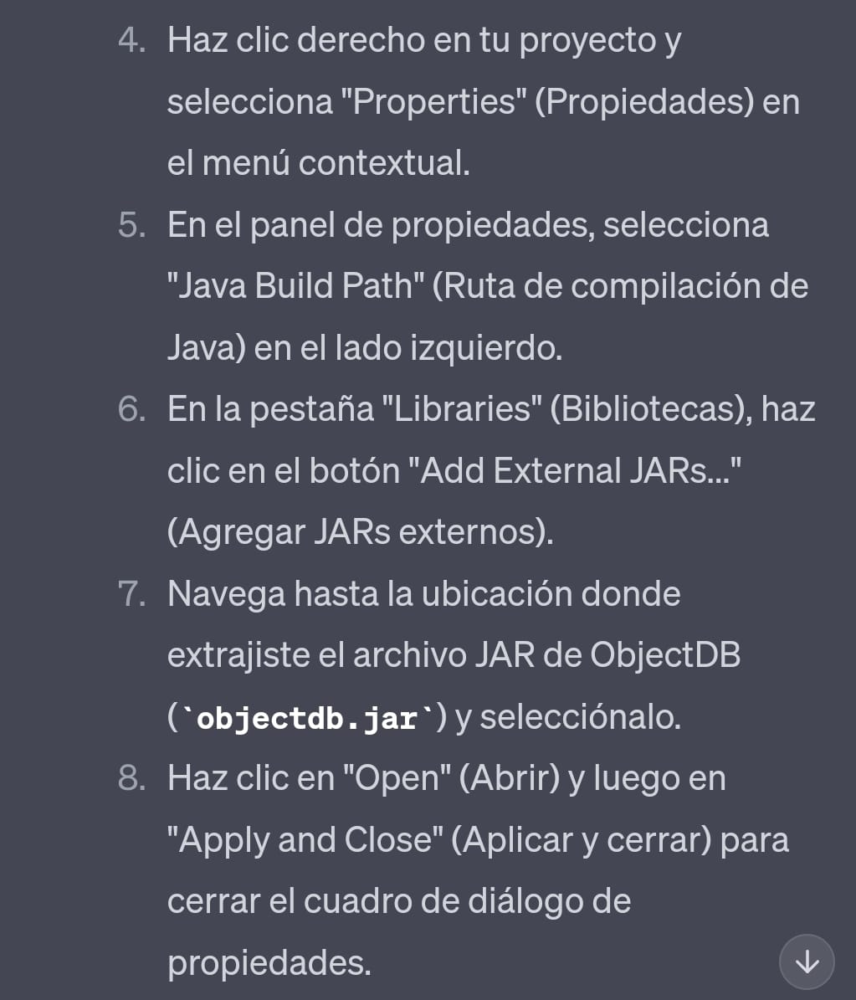 4. Haz clic derecho en tu proyecto y
selecciona "Properties" (Propiedades) en
el menú contextual.
5. En el panel de propiedades, selecciona
"Java Build Path" (Ruta de compilación de
Java) en el lado izquierdo.
6. En la pestaña "Libraries" (Bibliotecas), haz
clic en el botón "Add External JARs..."
(Agregar JARs externos).
7. Navega hasta la ubicación donde
extrajiste el archivo JAR de ObjectDB
(`objectdb.jar`) y selecciónalo.
8. Haz clic en "Open" (Abrir) y luego en
"Apply and Close" (Aplicar y cerrar) para
cerrar el cuadro de diálogo de
propiedades.